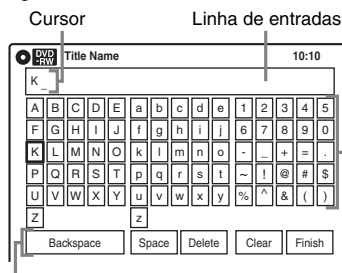 Cursor Linha de entradas
DVD -RW Title Name 10:10
K _
A B C D E a b c d e 1 2 3 4 5
F G H I J f g h i j 6 7 8 9 0
K L M N O k l m n o - _ + = .
P Q R S T p q r s t ~ ! @ # $
U V W X Y u v w x y % ^ & ( )
Z z
Backspace Space Delete Clear Finish